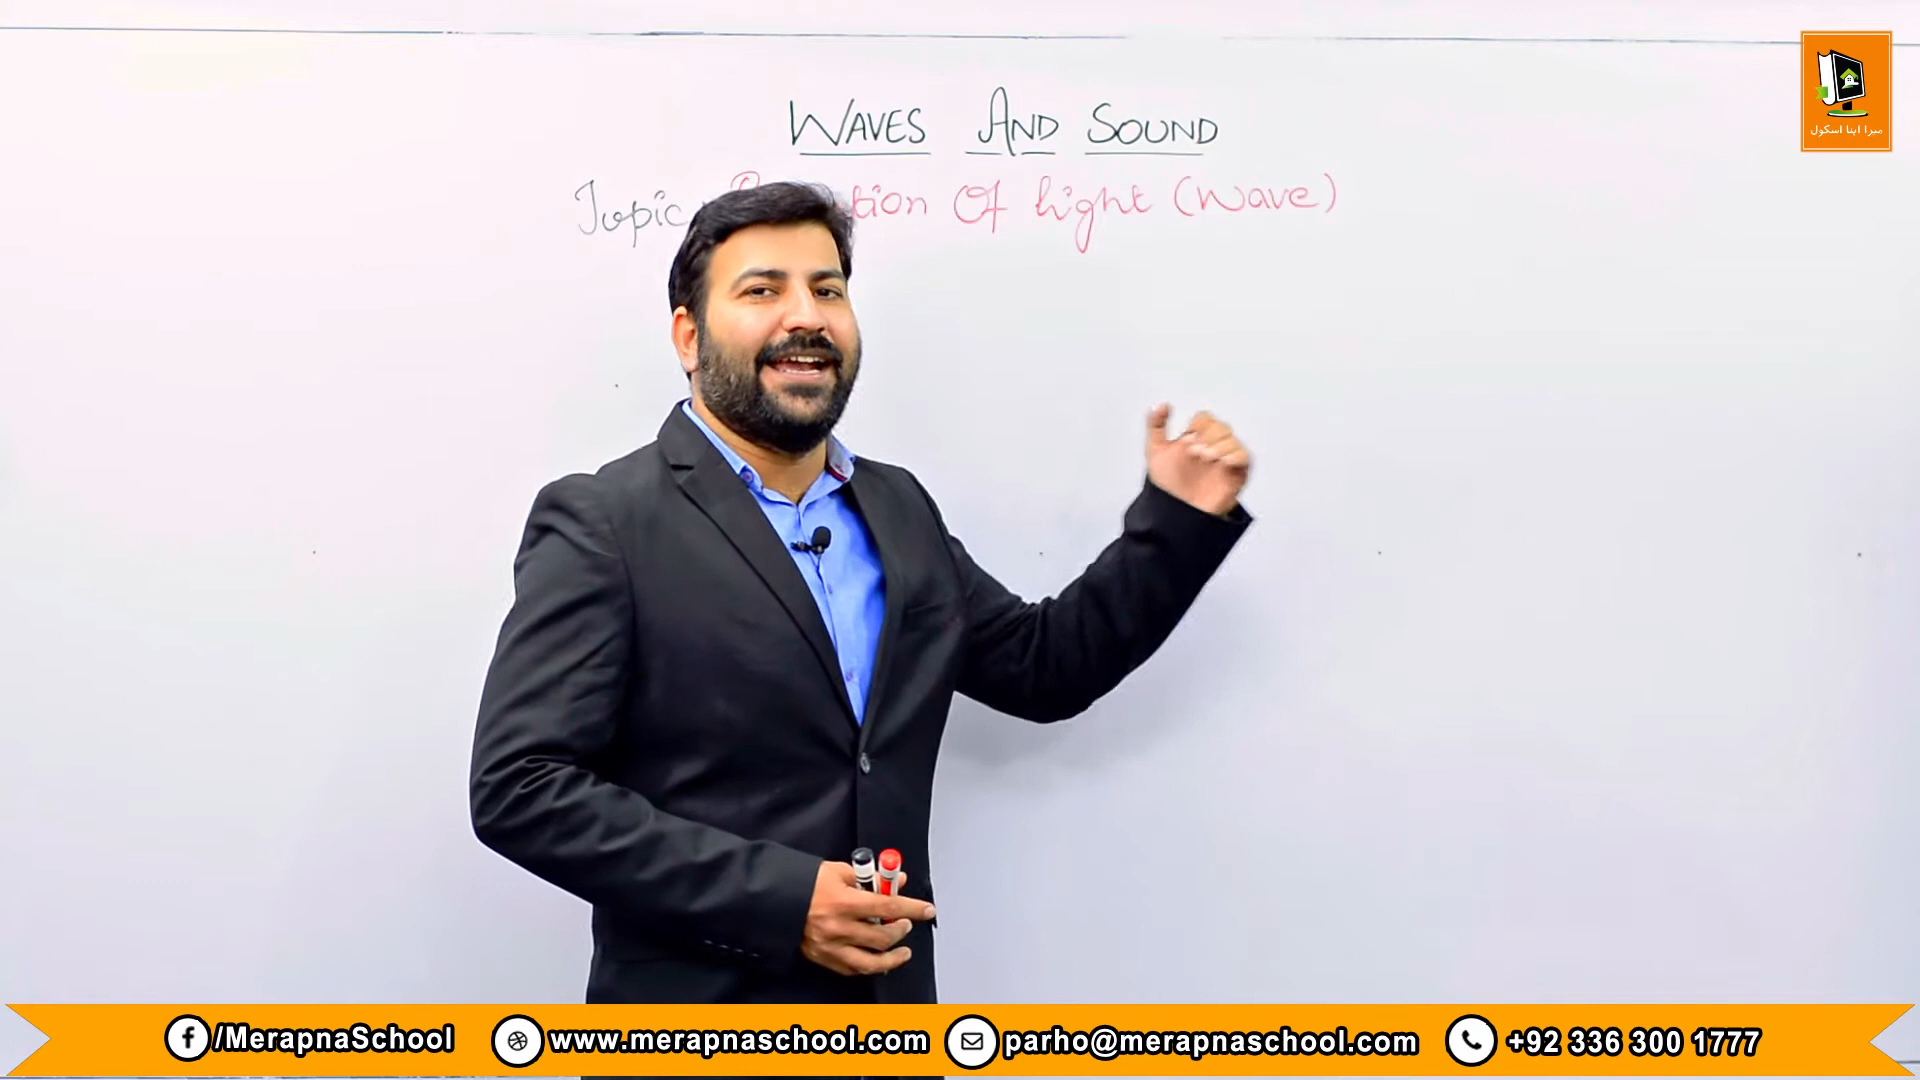 WAVES AND SOUND
Topic Of light (Wave)
میرا اپنا اسکول
/MerapnaSchool www.merapnaschool.com parho@merapnaschool.com +92 336 300 1777